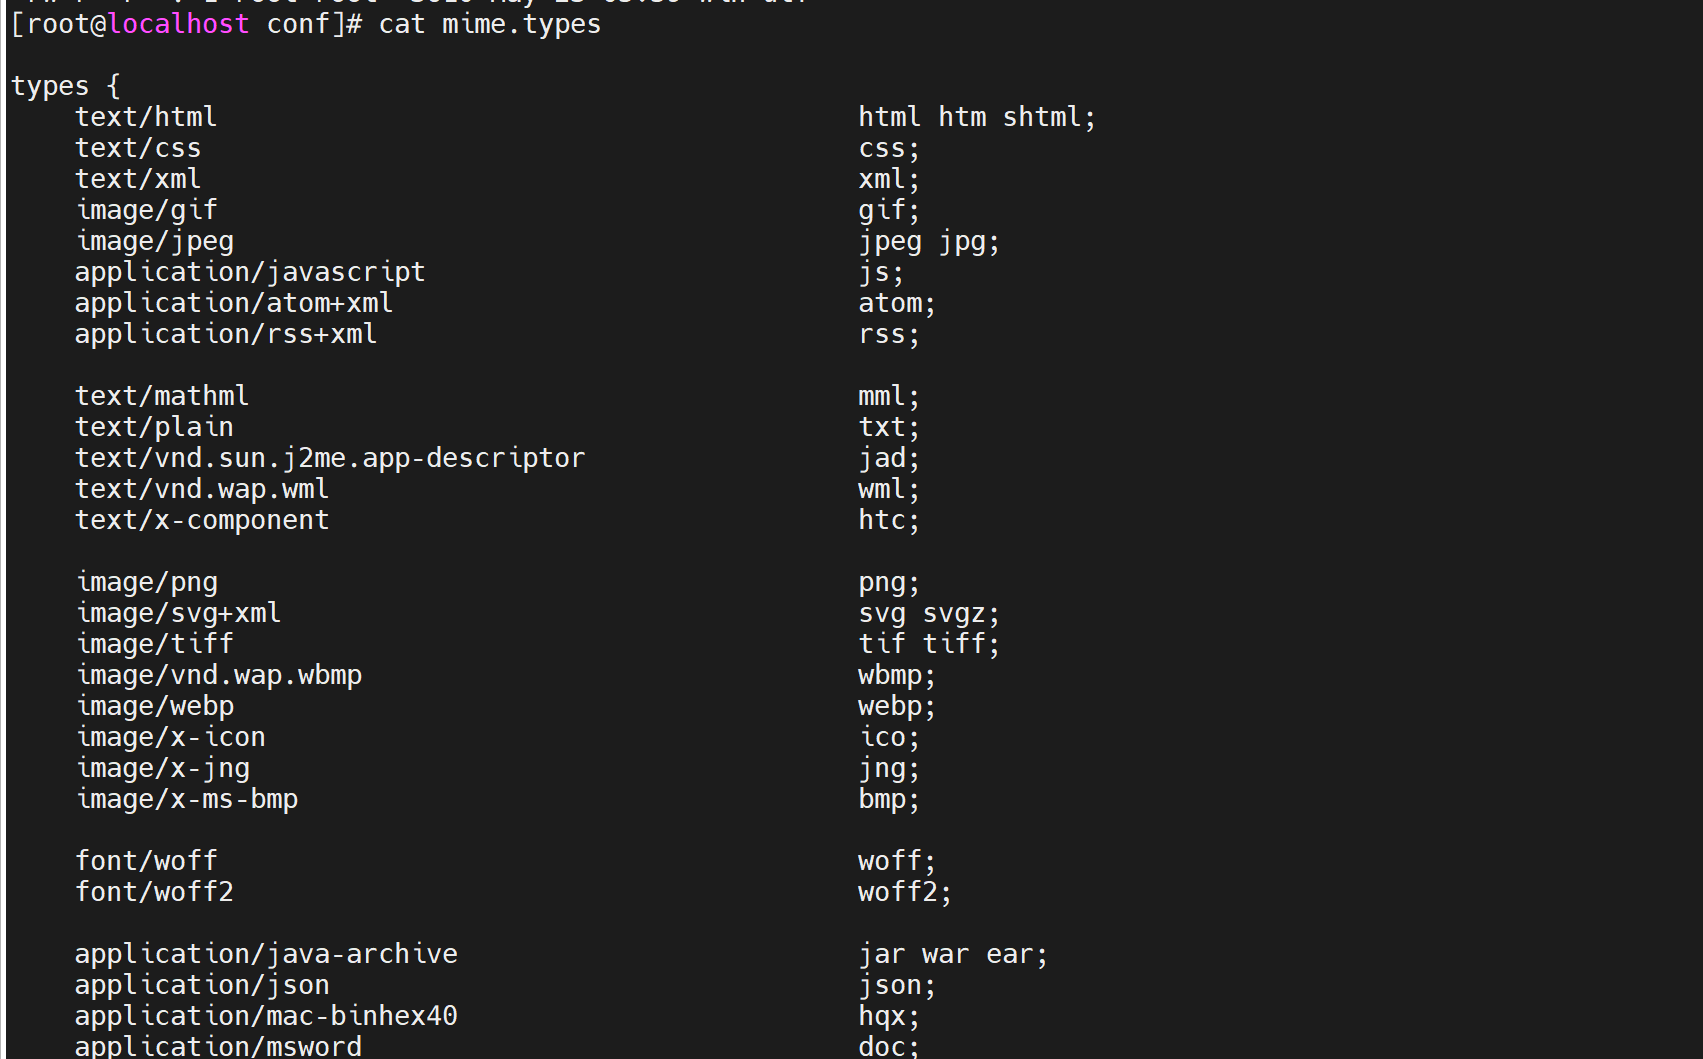 [root@localhost conf]# cat mime.types
types {
text/html html htm shtml;
text/css css;
text/xml xml;
image/gif gif;
image/jpeg jpeg jpg;
application/javascript js;
application/atom+xml atom;
application/rss+xml rss;
text/mathml mml;
text/plain txt;
text/vnd.sun.j2me.app-descriptor jad;
text/vnd.wap.wml wml;
text/x-component htc;
image/png png;
image/svg+xml svg svgz;
image/tiff tif tiff;
image/vnd.wap.wbmp wbmp;
image/webp webp;
image/x-icon ico;
image/x-jng jng;
image/x-ms-bmp bmp;
font/woff woff;
font/woff2 woff2;
application/java-archive jar war ear;
application/json json;
application/mac-binhex40 hqx;
application/msword doc;